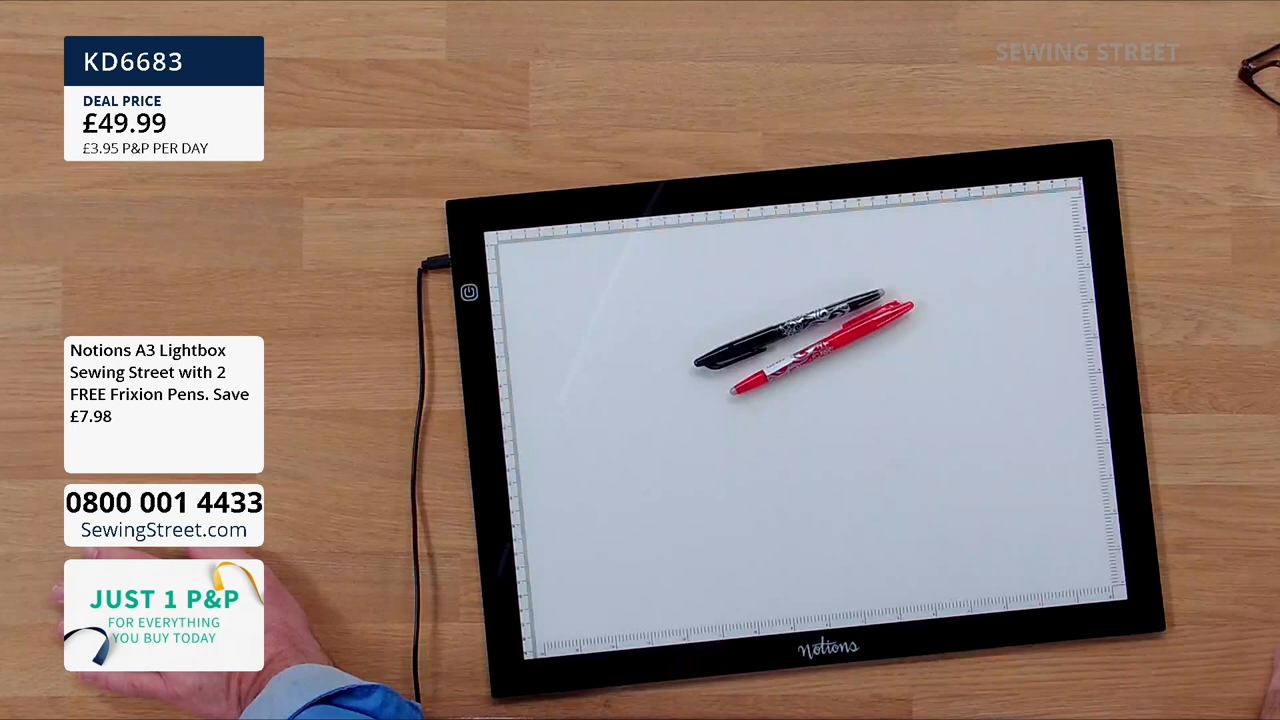 KD6683
DEAL PRICE
£49.99
£3.95 P&P PER DAY
SEWING STREET
Notions A3 Lightbox
Sewing Street with 2
FREE Frixion Pens. Save
£7.98
0800 001 4433
SewingStreet.com
JUST 1 P&P
FOR EVERYTHING
YOU BUY TODAY
Notions